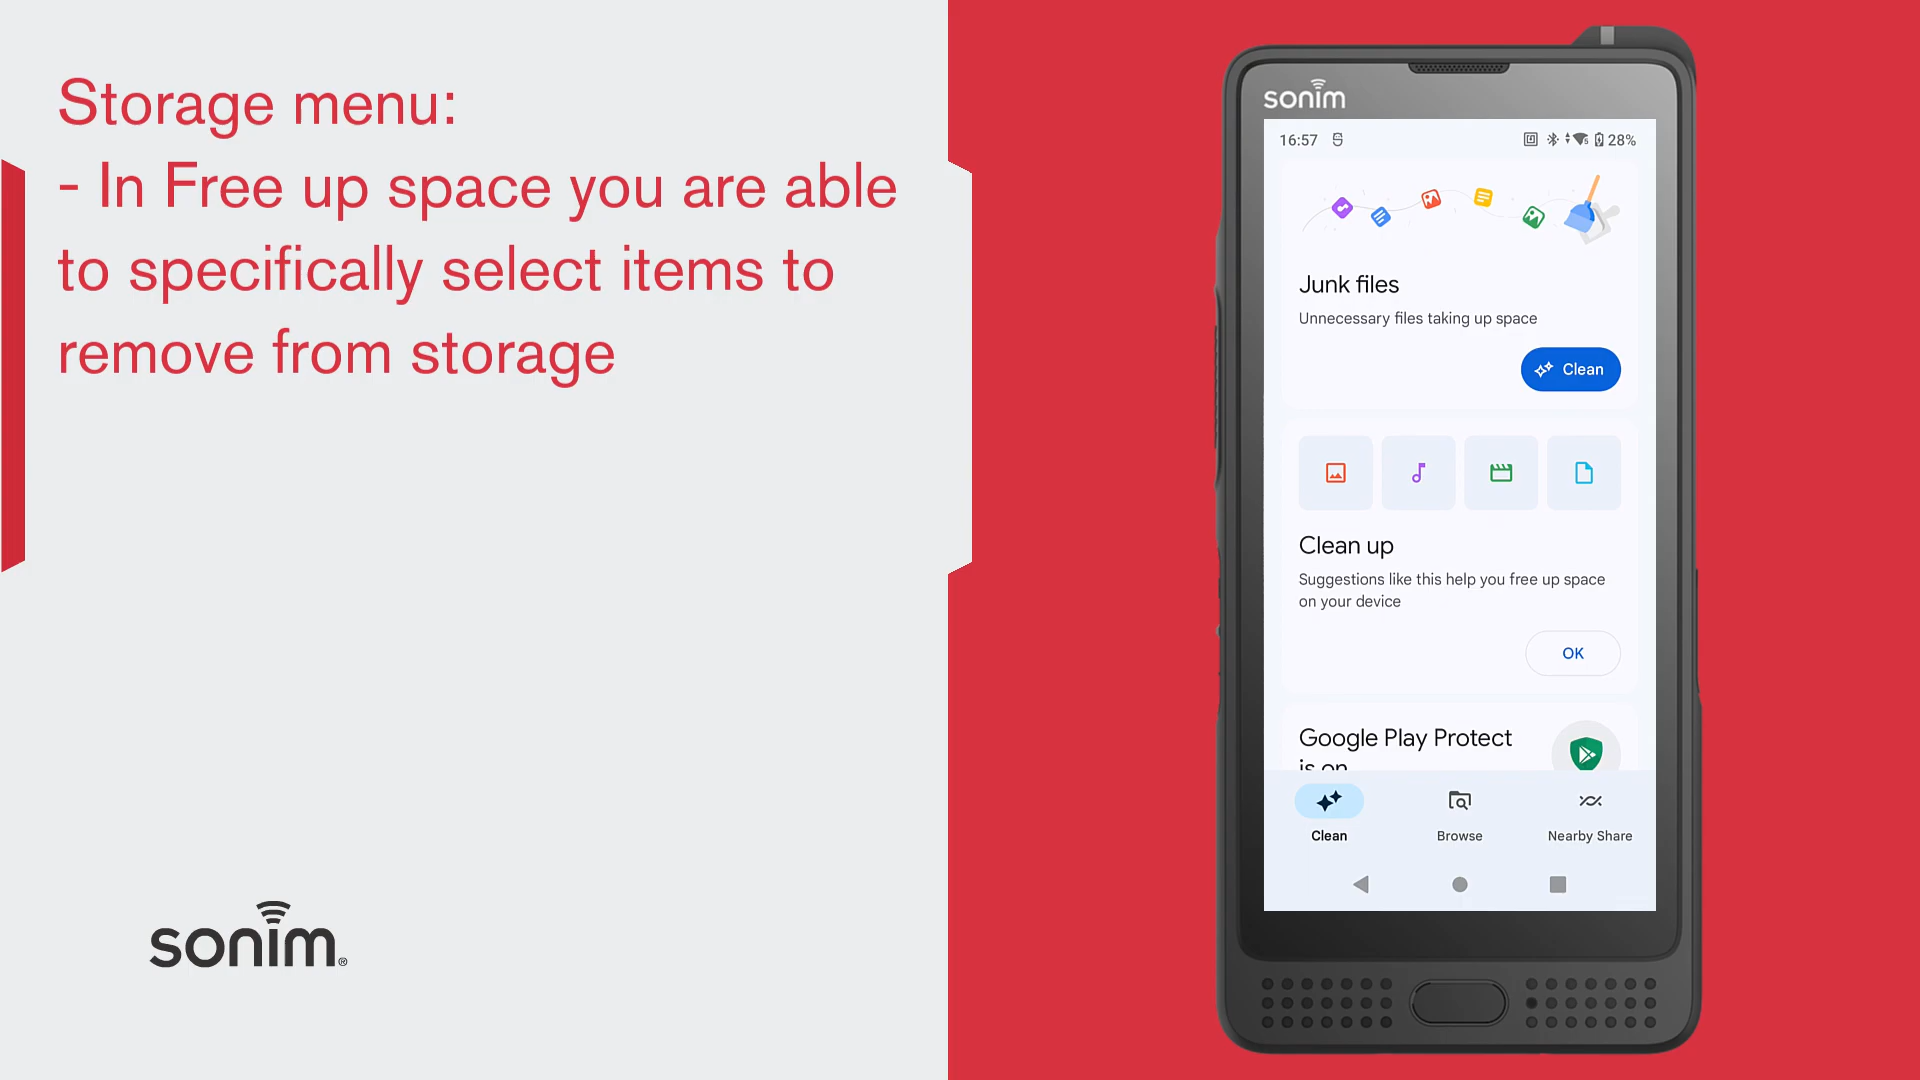 Storage menu:
- In Free up space you are able
to specifically select items to
remove from storage
sonim®
sonim
16:57
28%
Junk files
Unnecessary files taking up space
Clean
Clean up
Suggestions like this help you free up space
on your device
OK
Google Play Protect
is on
Clean
Browse
Nearby Share